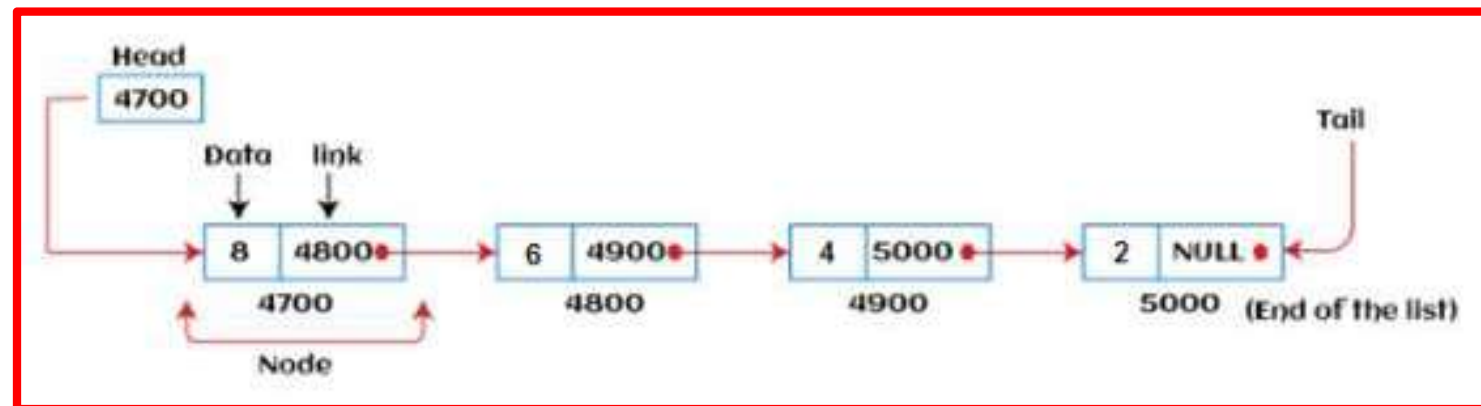 Head
4700
Tail
Data link
8 4800 6 4900 4 5000 2 NULL
4700 4800 4900 5000 (End of the list)
Node